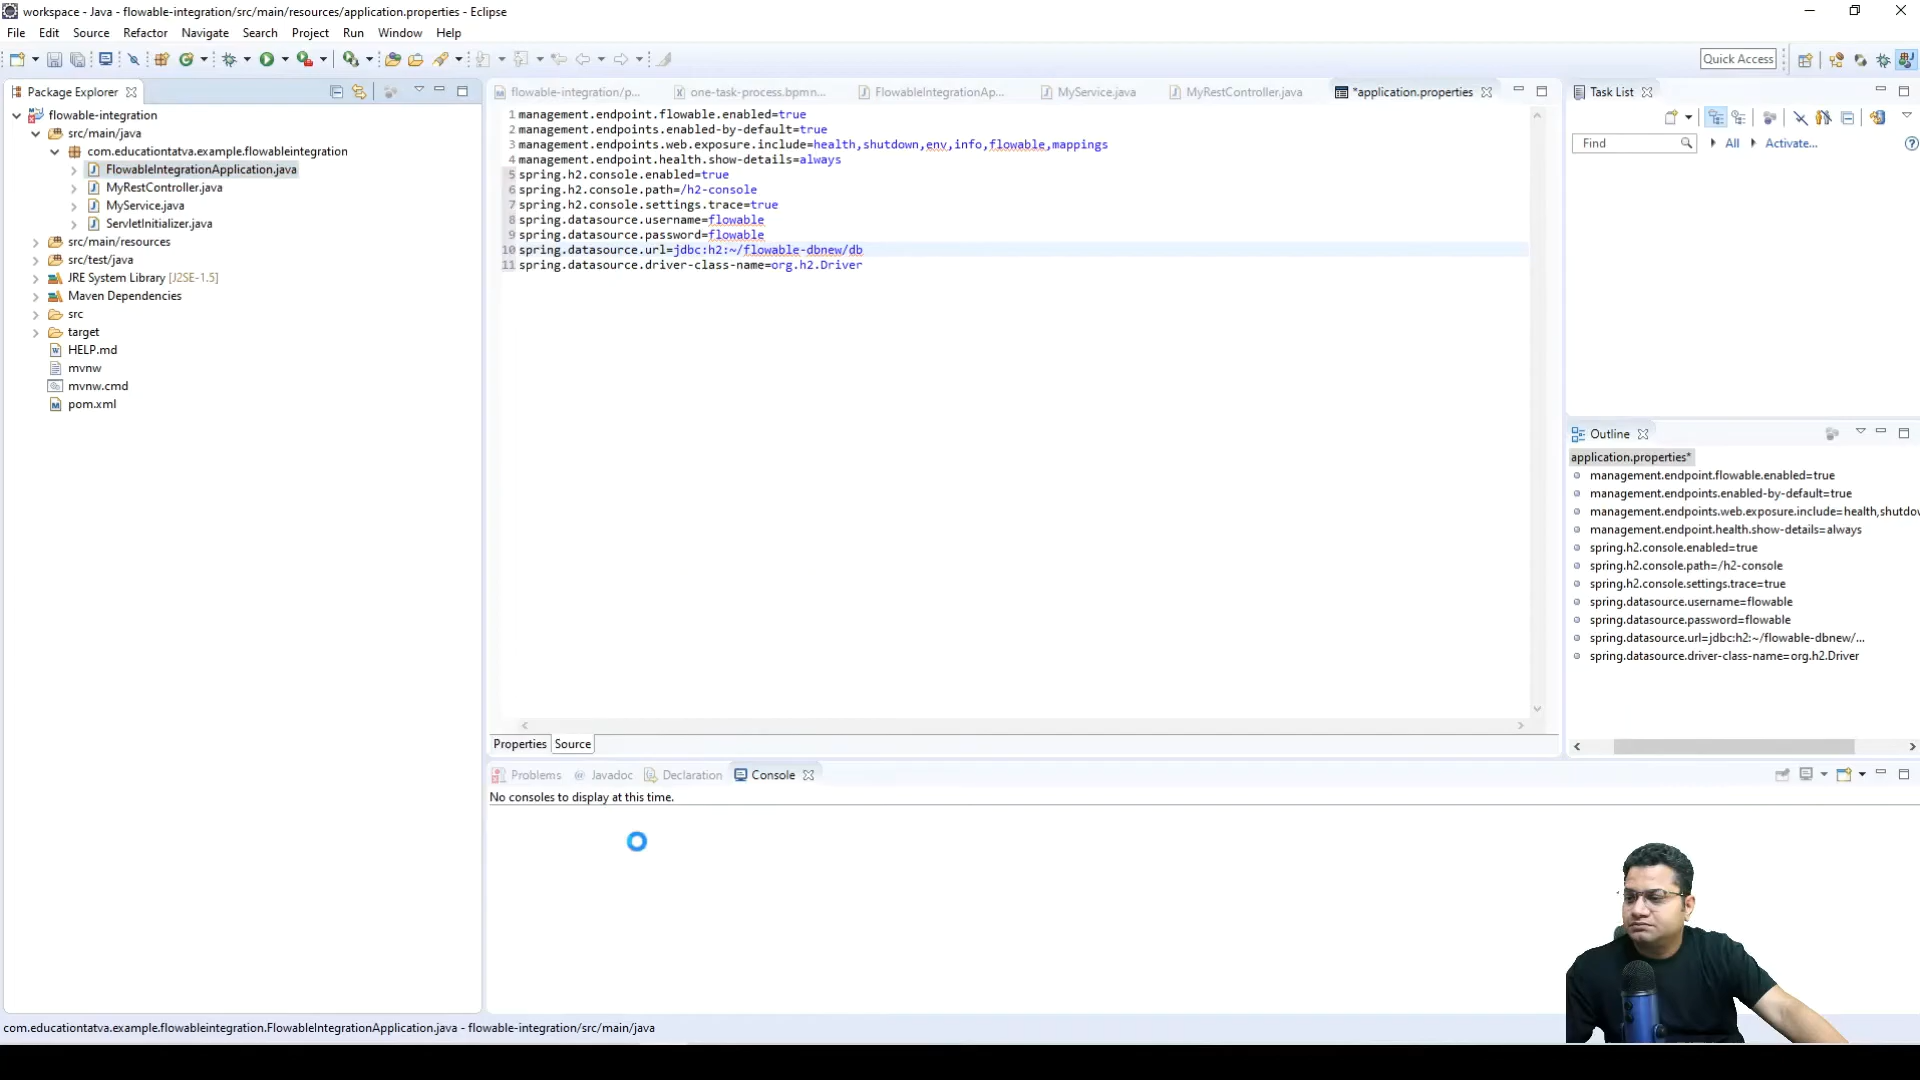 workspace - Java - flowable-integration/src/main/resources/application.properties - Eclipse
File Edit Source Refactor Navigate Search Project Run Window Help
Quick Access
Package Explorer
flowable-integration
src/main/java
com.educationtatva.example.flowableintegration
FlowableIntegrationApplication.java
MyRestController.java
MyService.java
ServletInitializer.java
src/main/resources
src/test/java
JRE System Library [J2SE-1.5]
Maven Dependencies
src
target
HELP.md
mvnw
mvnw.cmd
pom.xml
flowable-integration/p... one-task-process.bpmn... FlowableIntegrationAp... MyService.java MyRestController.java *application.properties
1 management.endpoint.flowable.enabled=true
2 management.endpoints.enabled-by-default=true
3 management.endpoints.web.exposure.include=health,shutdown,env,info,flowable,mappings
4 management.endpoint.health.show-details=always
5 spring.h2.console.enabled=true
6 spring.h2.console.path=/h2-console
7 spring.h2.console.settings.trace=true
8 spring.datasource.username=flowable
9 spring.datasource.password=flowable
10 spring.datasource.url=jdbc:h2:~/flowable-dbnew/db
11 spring.datasource.driver-class-name=org.h2.Driver
Properties Source
Problems @ Javadoc Declaration Console
No consoles to display at this time.
Task List
Find All Activate...
Outline
application.properties*
management.endpoint.flowable.enabled=true
management.endpoints.enabled-by-default=true
management.endpoints.web.exposure.include=health,shutdov
management.endpoint.health.show-details=always
spring.h2.console.enabled=true
spring.h2.console.path=/h2-console
spring.h2.console.settings.trace=true
spring.datasource.username=flowable
spring.datasource.password=flowable
spring.datasource.url=jdbc:h2:~/flowable-dbnew/...
spring.datasource.driver-class-name=org.h2.Driver
com.educationtatva.example.flowableintegration.FlowableIntegrationApplication.java - flowable-integration/src/main/java